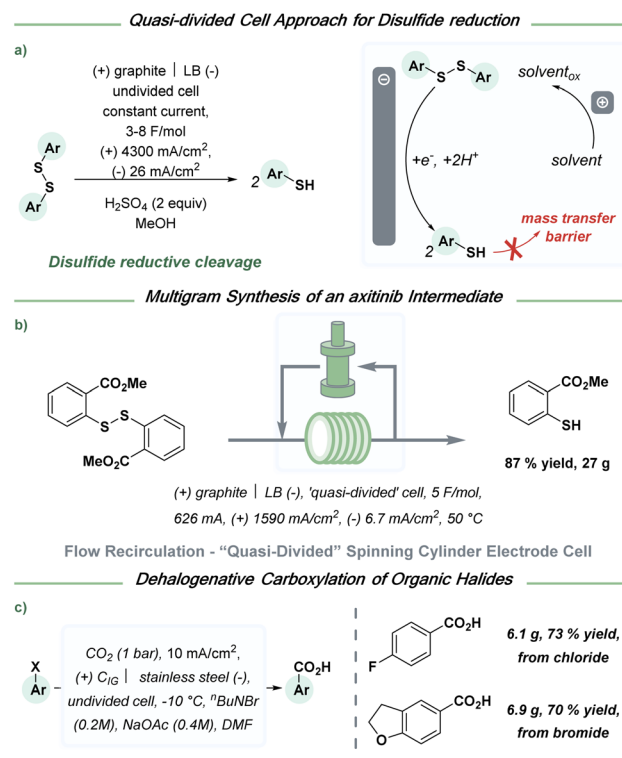 Quasi-divided Cell Approach for Disulfide reduction
a)
(+) graphite | LB (-)
undivided cell
constant current,
3-8 F/mol
(+) 4300 mA/cm²,
(-) 26 mA/cm²
H₂SO₄ (2 equiv)
MeOH
Ar
S
S
Ar
2 Ar
SH
Disulfide reductive cleavage
⊖
Ar
S
S
Ar
solventox
⊕
solvent
+e⁻, +2H⁺
2 Ar
SH
mass transfer
barrier
Multigram Synthesis of an axitinib Intermediate
b)
CO₂Me
S
S
MeO₂C
CO₂Me
SH
87 % yield, 27 g
(+) graphite | LB (-), 'quasi-divided' cell, 5 F/mol,
626 mA, (+) 1590 mA/cm², (-) 6.7 mA/cm², 50 °C
Flow Recirculation - “Quasi-Divided” Spinning Cylinder Electrode Cell
Dehalogenative Carboxylation of Organic Halides
c)
X
Ar
CO₂ (1 bar), 10 mA/cm²,
(+) CIG | stainless steel (-),
undivided cell, -10 °C, ⁿBuNBr
(0.2M), NaOAc (0.4M), DMF
CO₂H
Ar
CO₂H
F
6.1 g, 73 % yield,
from chloride
CO₂H
O
6.9 g, 70 % yield,
from bromide